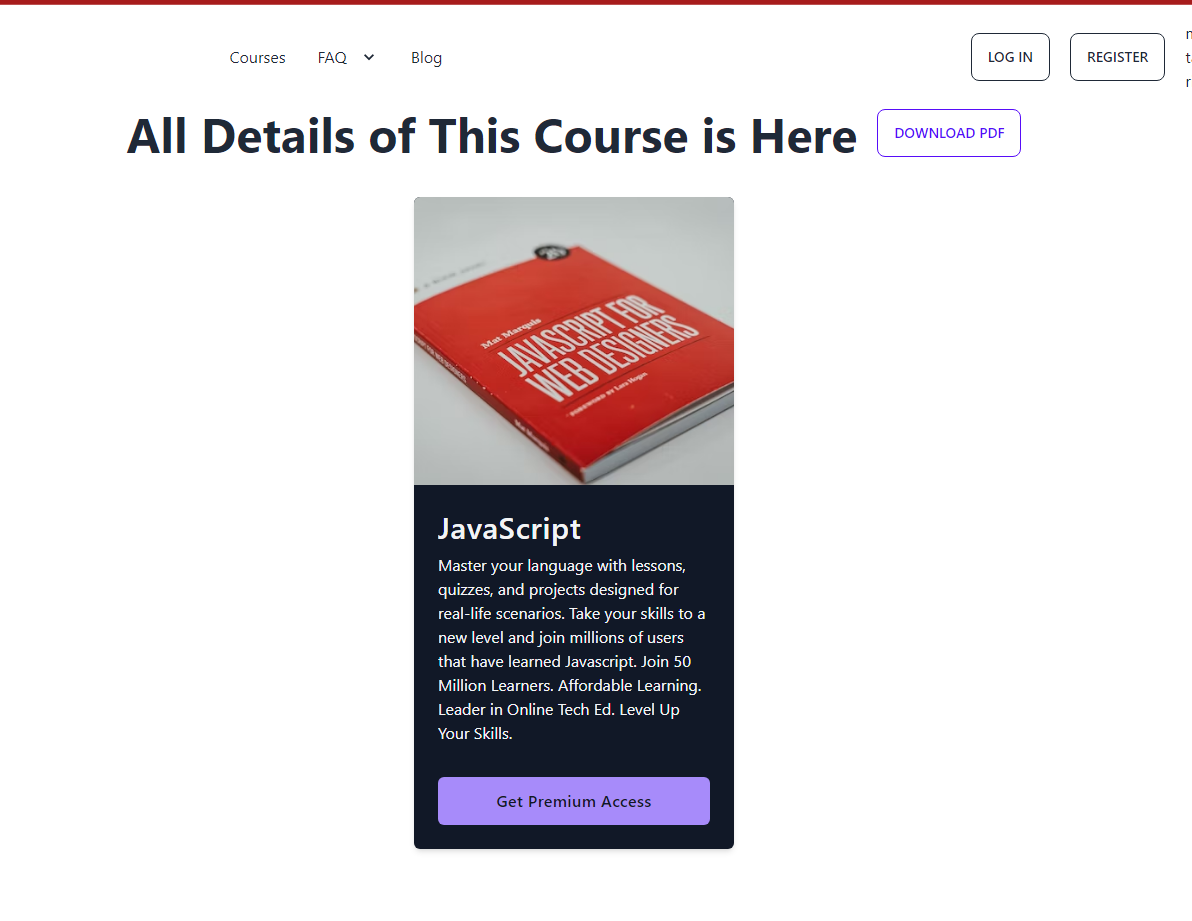 Courses FAQ Blog LOG IN REGISTER
All Details of This Course is Here DOWNLOAD PDF
Mat Marquis
JAVASCRIPT FOR
WEB DESIGNERS
FOREWORD BY Lara Hogan
Mat Marquis
JavaScript
Master your language with lessons,
quizzes, and projects designed for
real-life scenarios. Take your skills to a
new level and join millions of users
that have learned Javascript. Join 50
Million Learners. Affordable Learning.
Leader in Online Tech Ed. Level Up
Your Skills.
Get Premium Access